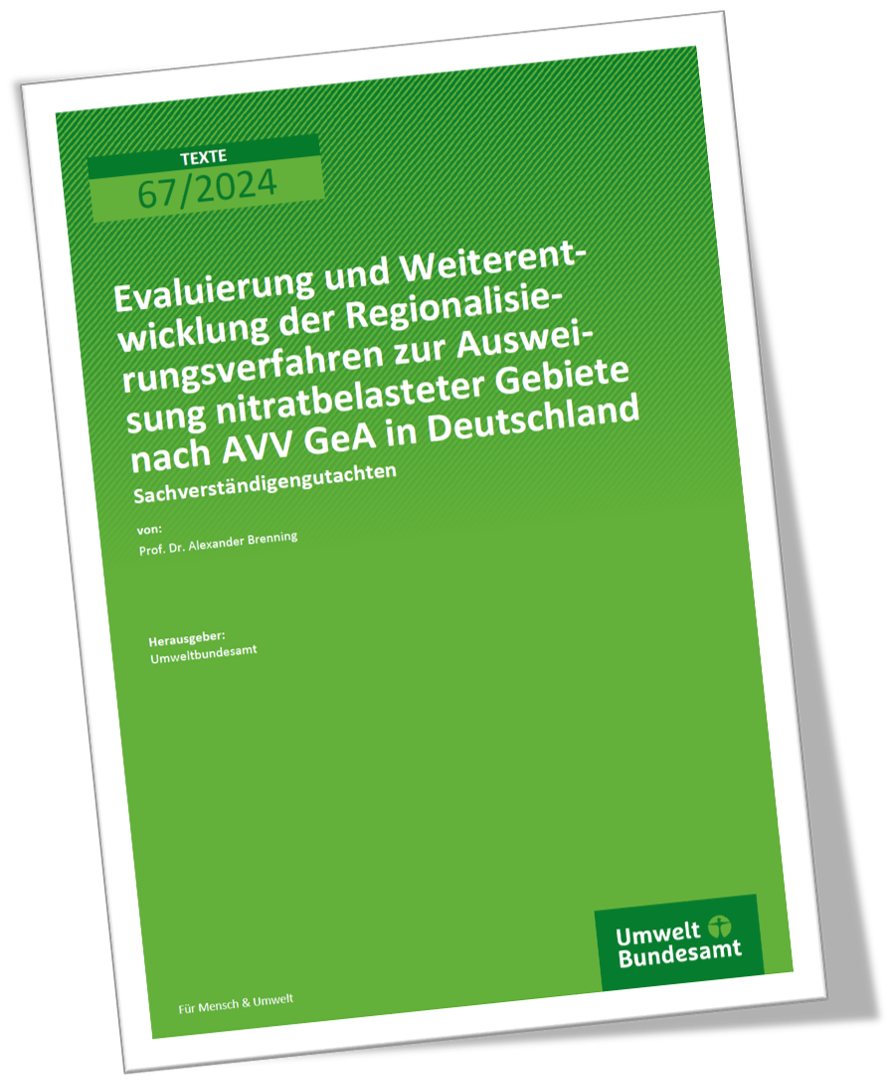 TEXTE
67/2024
Evaluierung und Weiterent-
wicklung der Regionalisie-
rungsverfahren zur Auswei-
sung nitratbelasteter Gebiete
nach AVV GeA in Deutschland
Sachverständigengutachten
von:
Prof. Dr. Alexander Brenning
Herausgeber:
Umweltbundesamt
Für Mensch & Umwelt
Umwelt
Bundesamt